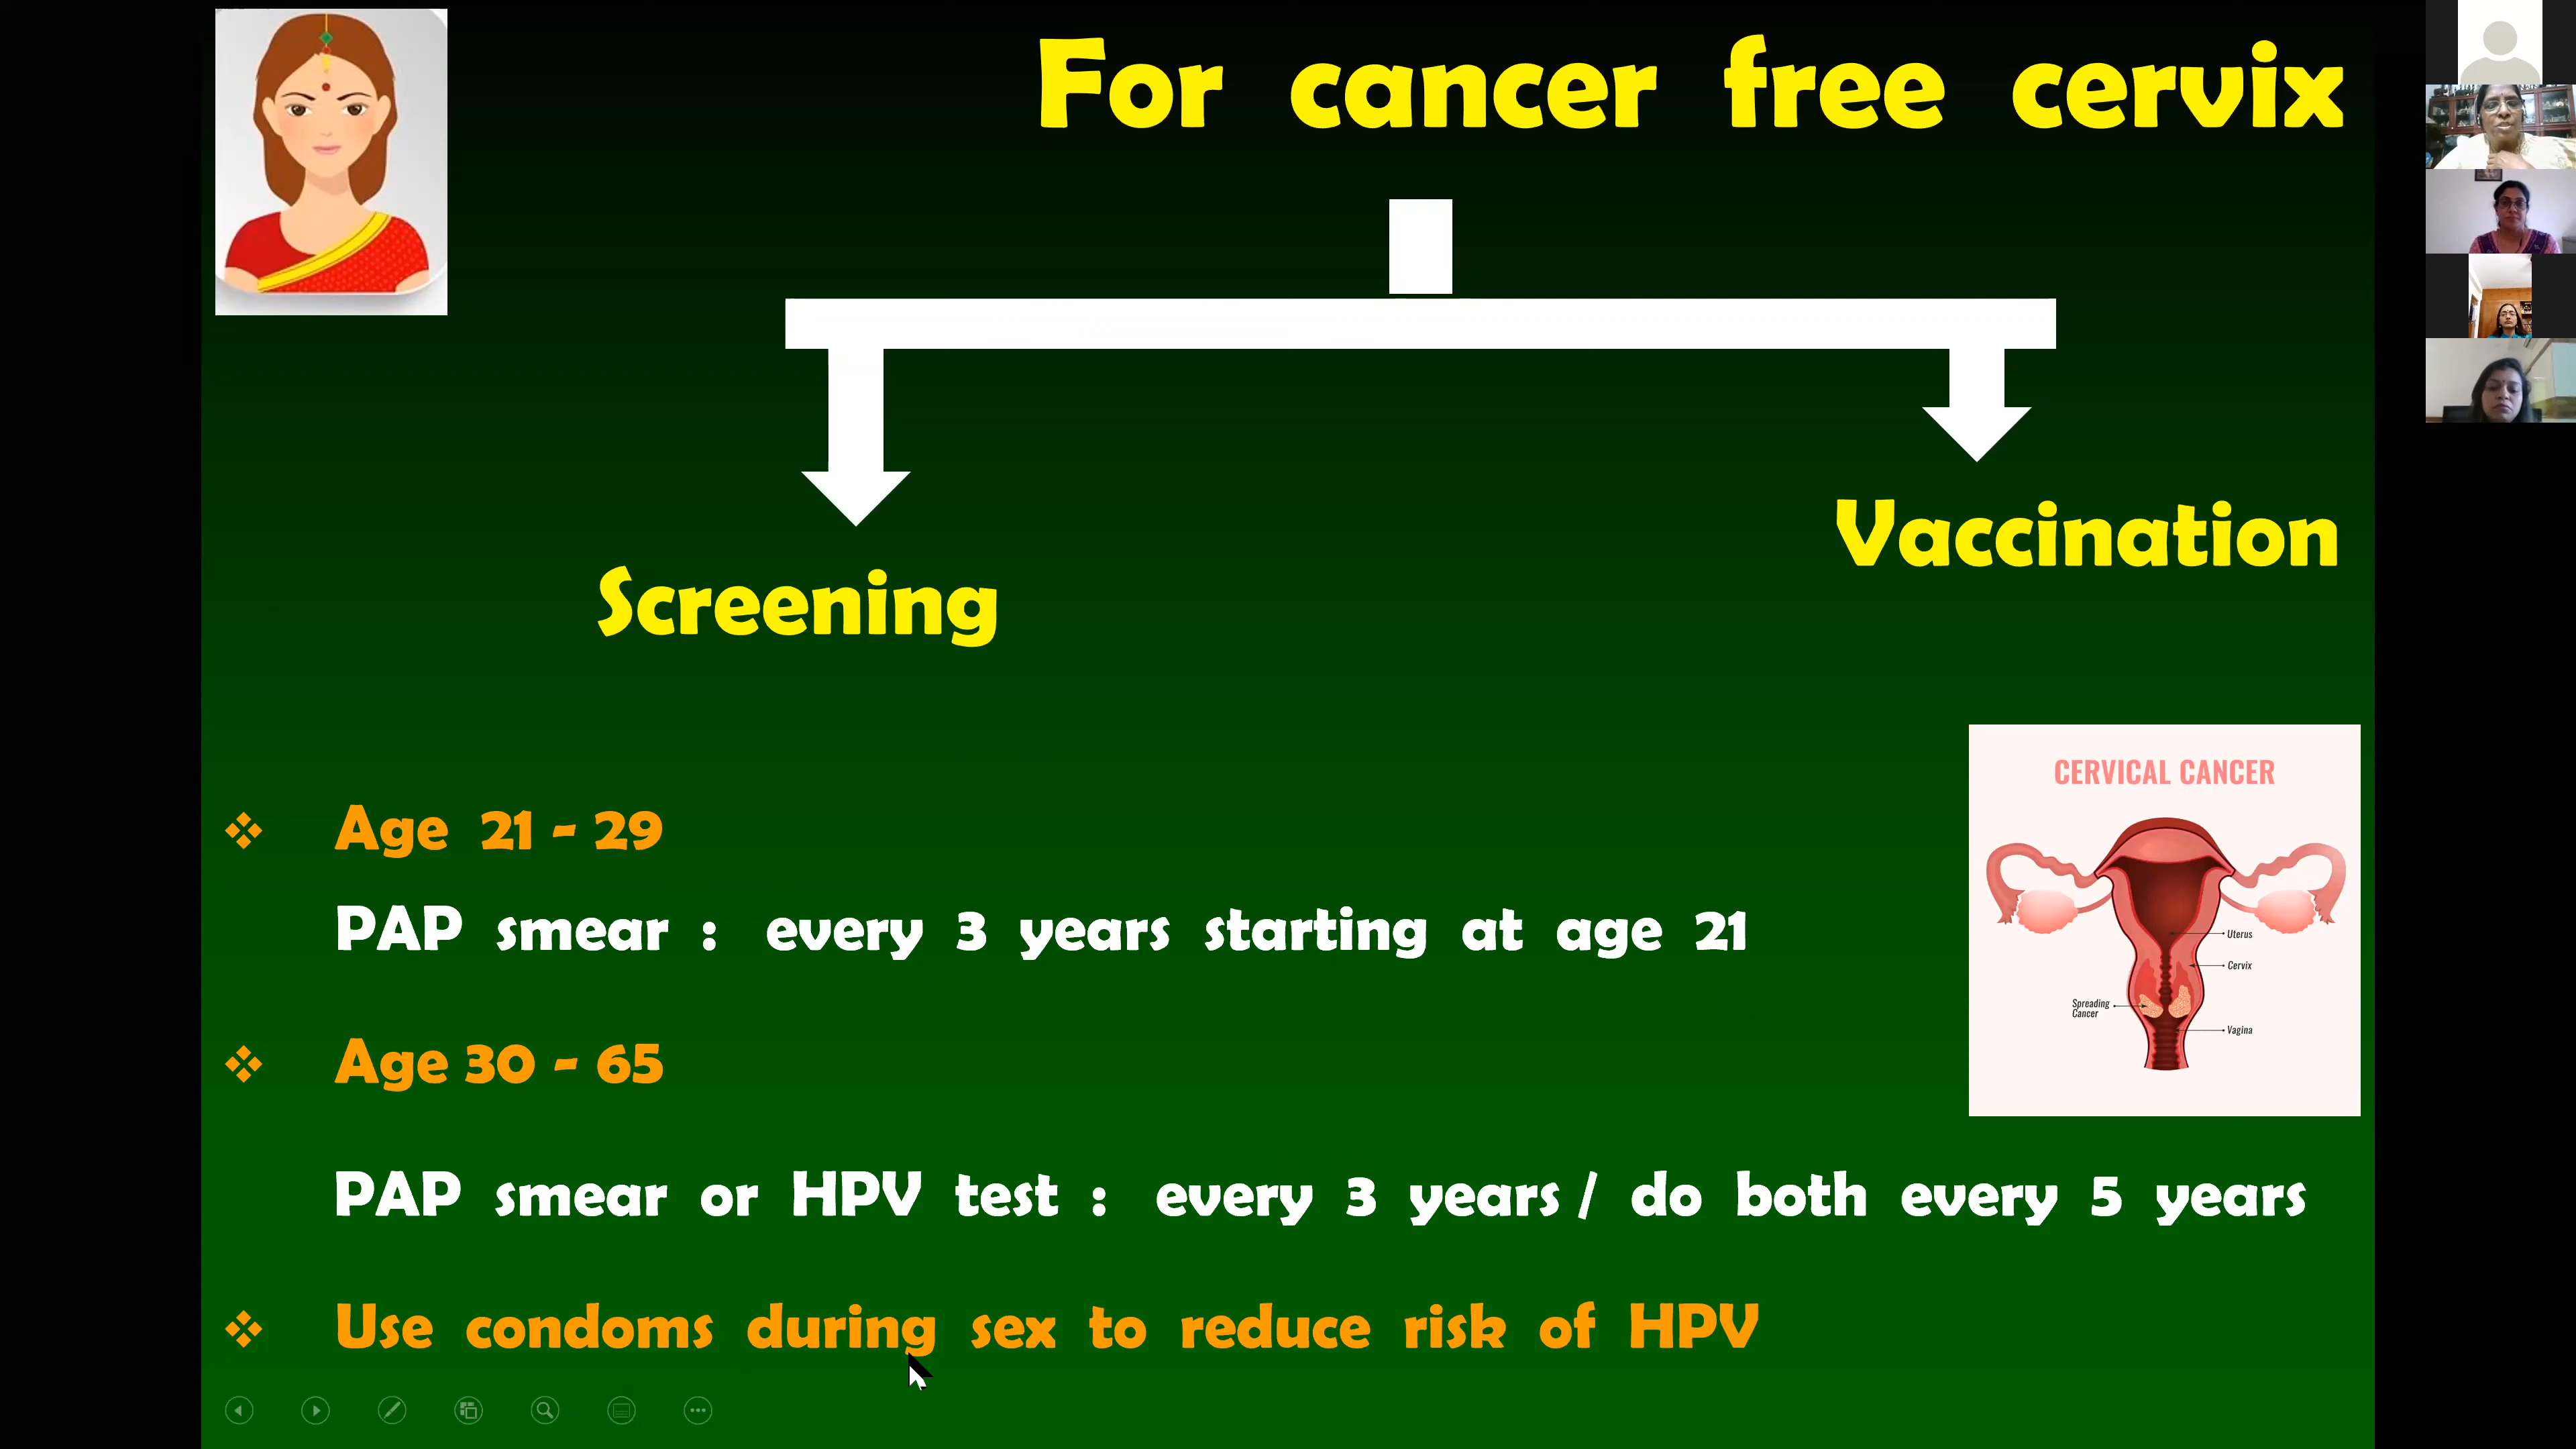 For cancer free cervix
Vaccination
Screening
CERVICAL CANCER
Uterus
Cervix
Spreading
Cancer
Vagina
Age 21 - 29
PAP smear : every 3 years starting at age 21
Age 30 - 65
PAP smear or HPV test : every 3 years / do both every 5 years
Use condoms during sex to reduce risk of HPV